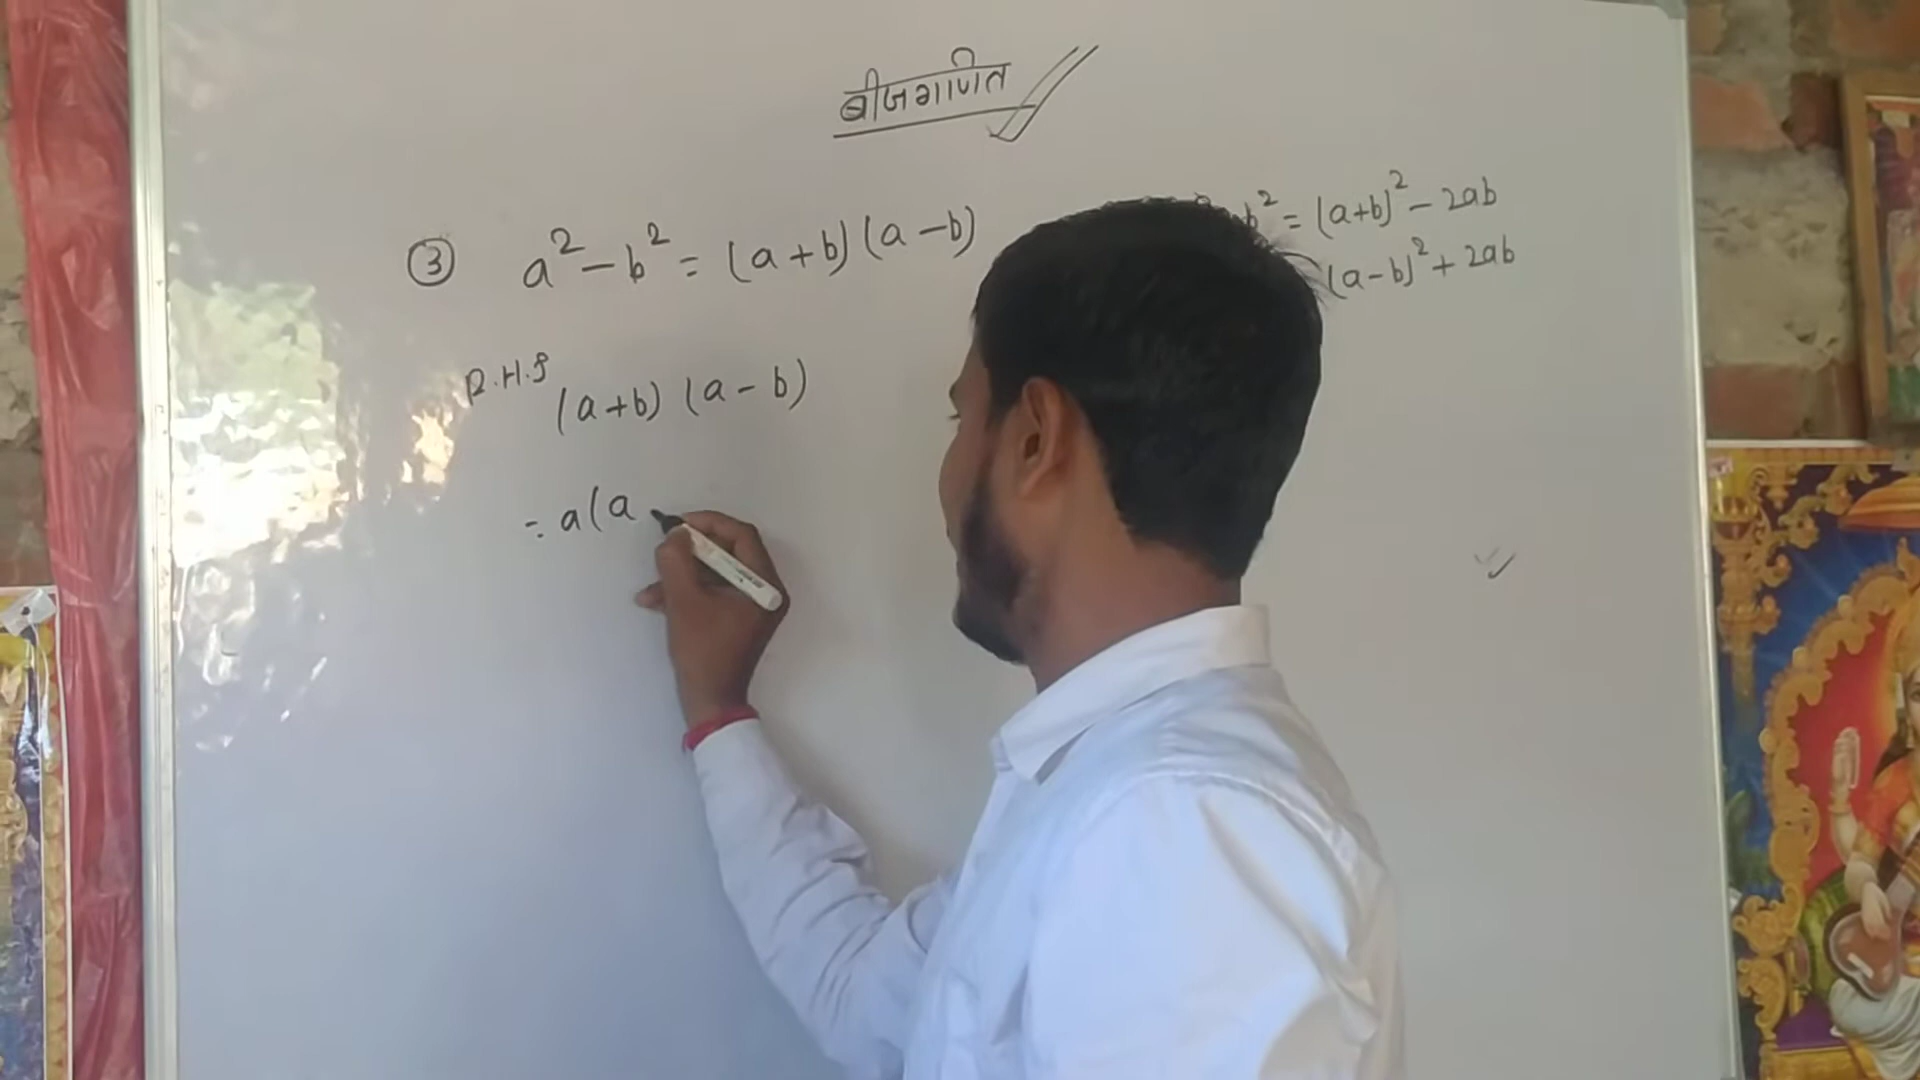 बीजगणित
③ a² - b² = (a + b) (a - b)
b² = (a+b)² - 2ab
(a-b)² + 2ab
R.H.S (a+b) (a - b)
= a(a